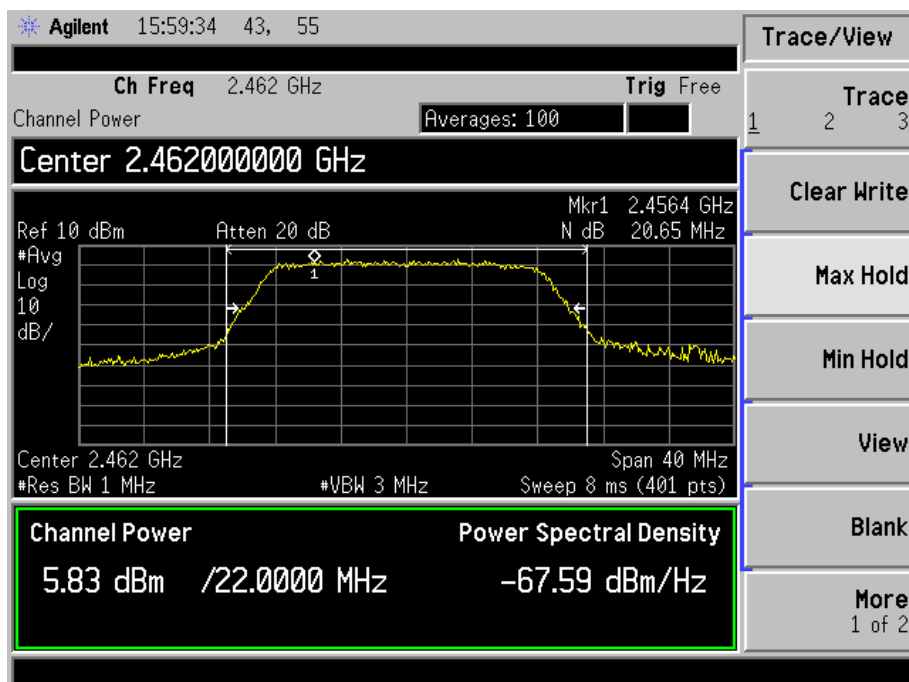 Agilent 15:59:34 43, 55
Trace/View
Ch Freq 2.462 GHz Trig Free
Channel Power Averages: 100
Trace
1 2 3
Center 2.462000000 GHz
Clear Write
Mkr1 2.4564 GHz
Ref 10 dBm Atten 20 dB N dB 20.65 MHz
#Avg
Log
10
dB/
1
Max Hold
Min Hold
View
Center 2.462 GHz Span 40 MHz
#Res BW 1 MHz #VBW 3 MHz Sweep 8 ms (401 pts)
Channel Power Power Spectral Density
Blank
5.83 dBm /22.0000 MHz -67.59 dBm/Hz
More
1 of 2